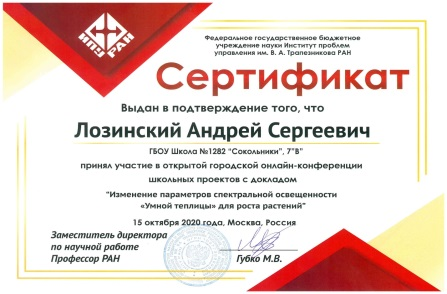 ИПУ РАН
Федеральное государственное бюджетное
учреждение науки Институт проблем
управления им. В. А. Трапезникова РАН
Сертификат
Выдан в подтверждение того, что
Лозинский Андрей Сергеевич
ГБОУ Школа №1282 "Сокольники", 7"В"
принял участие в открытой городской онлайн-конференции
школьных проектов с докладом
"Изменение параметров спектральной освещенности
«Умной теплицы» для роста растений"
15 октября 2020 года, Москва, Россия
Заместитель директора
по научной работе
Профессор РАН
Губко М.В.